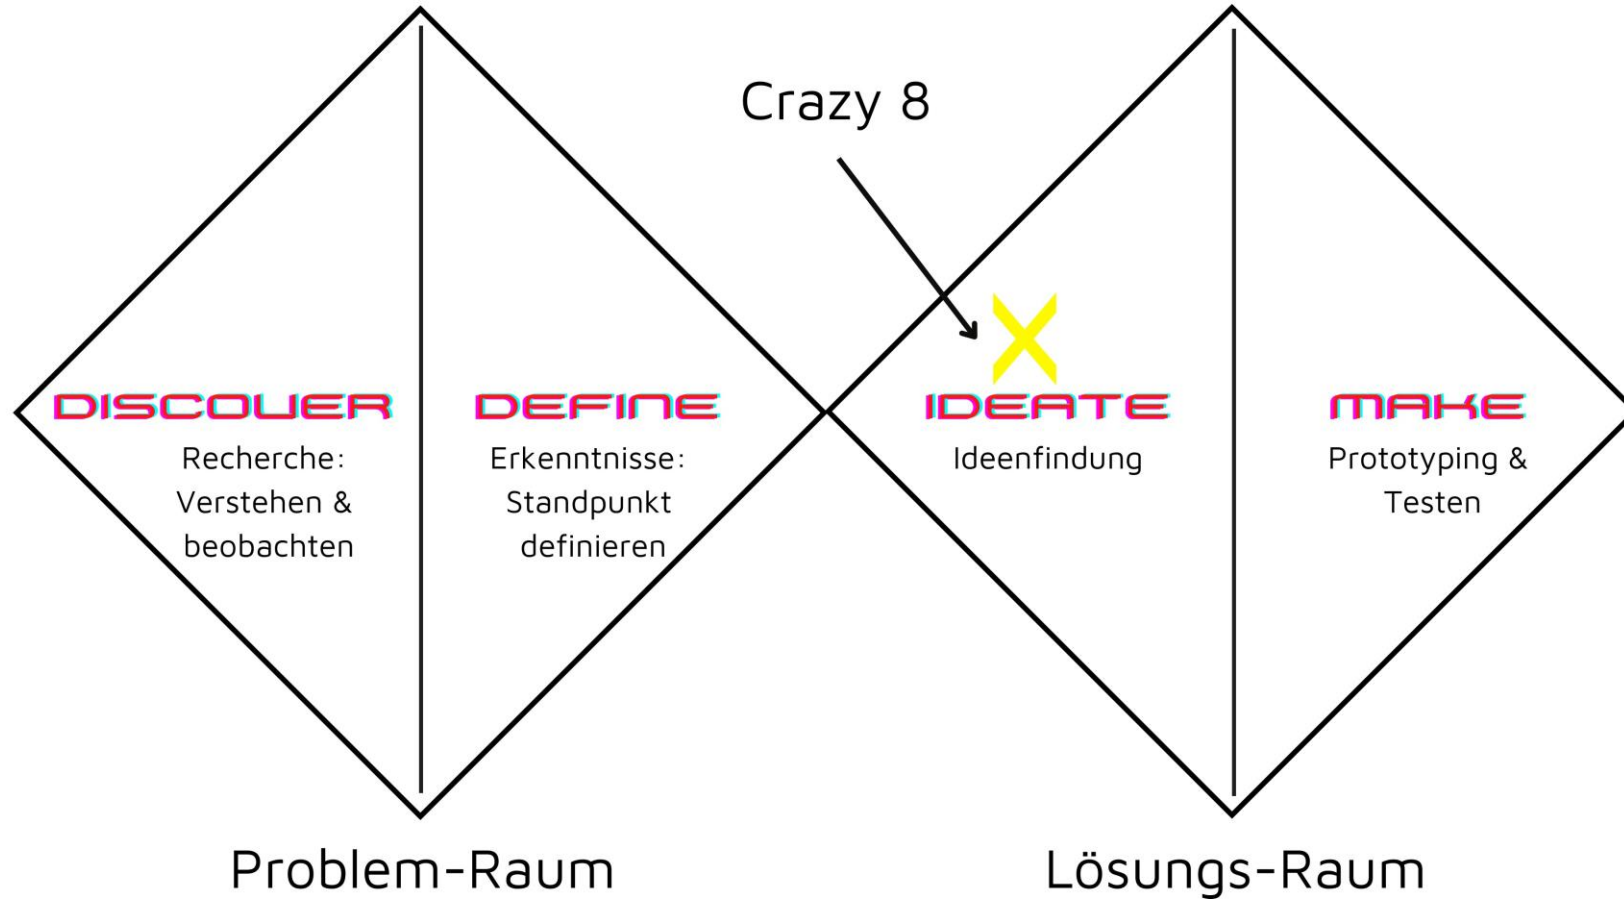 Crazy 8
X
DISCOVER
Recherche:
Verstehen &
beobachten
DEFINE
Erkenntnisse:
Standpunkt
definieren
IDEATE
Ideenfindung
MAKE
Prototyping &
Testen
Problem-Raum
Lösungs-Raum